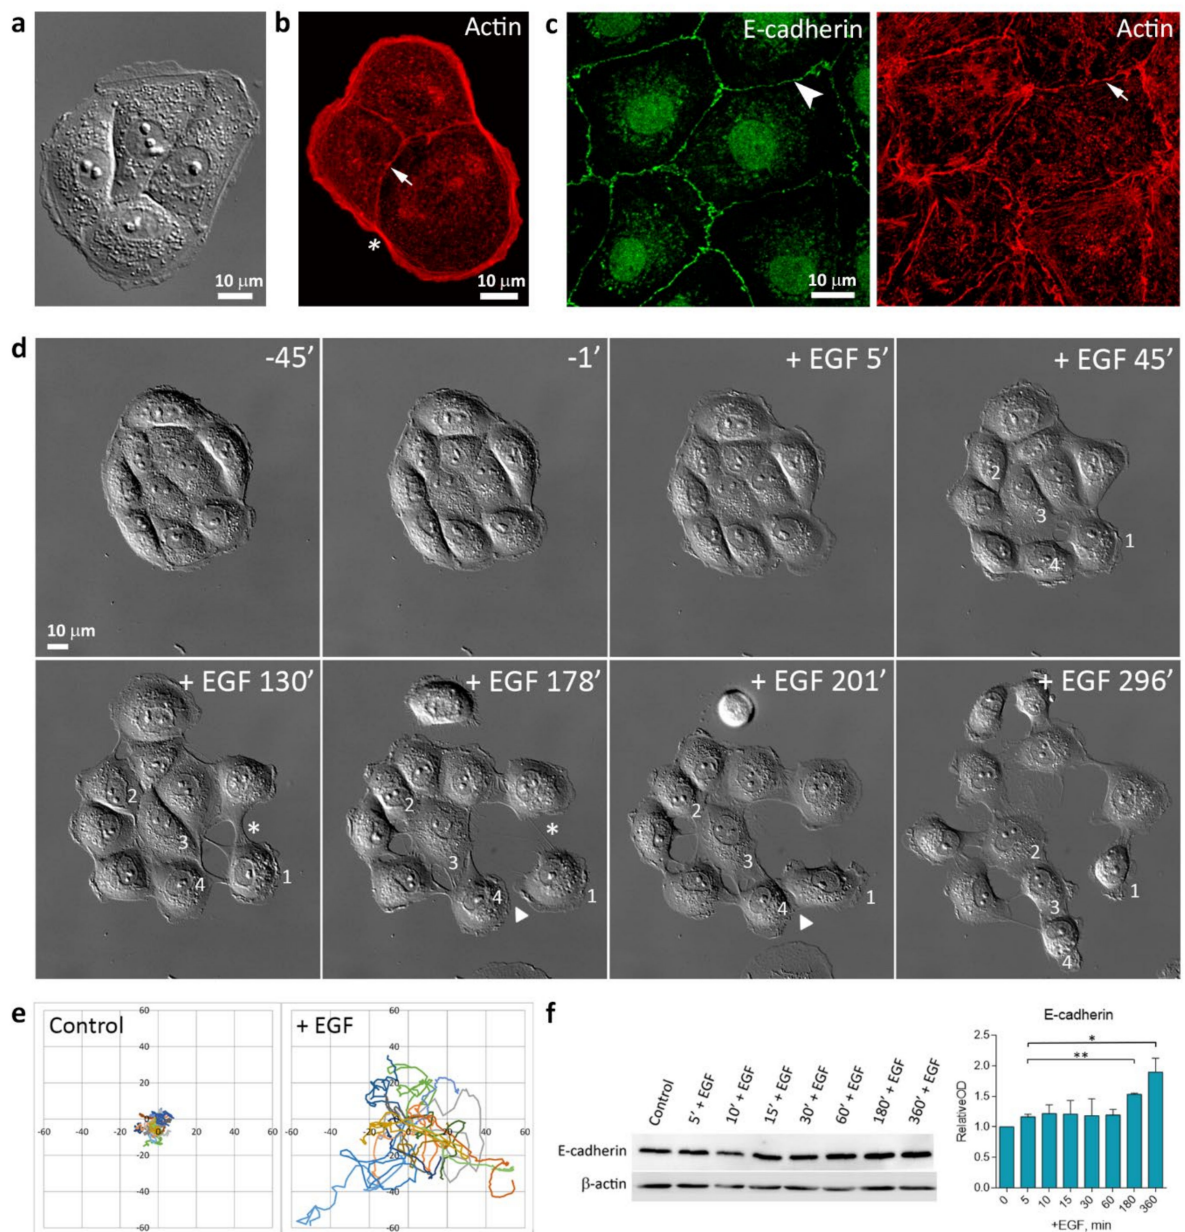 a
b
Actin
c
E-cadherin
Actin
10 μm
10 μm
*
10 μm
d
-45’
-1’
+ EGF 5’
+ EGF 45’
2
3
1
4
10 μm
+ EGF 130’
+ EGF 178’
+ EGF 201’
+ EGF 296’
2
3
*
4
1
2
3
*
4
1
2
3
4
1
2
3
1
4
e
Control
+ EGF
60
40
20
0
-20
-40
-60
-60 -40 -20 0 20 40 60
60
40
20
0
-20
-40
-60
-60 -40 -20 0 20 40 60
f
Control
5’ + EGF
10’ + EGF
15’ + EGF
30’ + EGF
60’ + EGF
180’ + EGF
360’ + EGF
E-cadherin
β-actin
E-cadherin
RelativeOD
2.5
2.0
1.5
1.0
0.5
0.0
*
**
0 5 10 15 30 60 180 360
+EGF, min